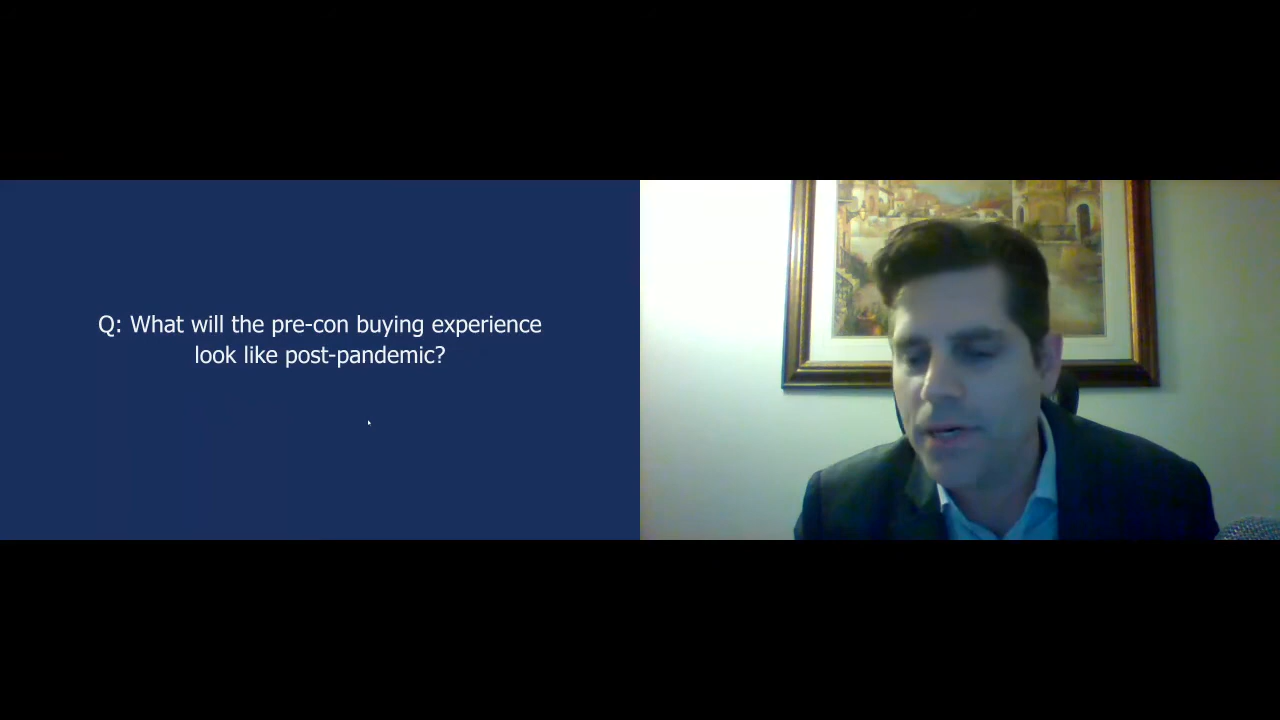 Q: What will the pre-con buying experience
look like post-pandemic?